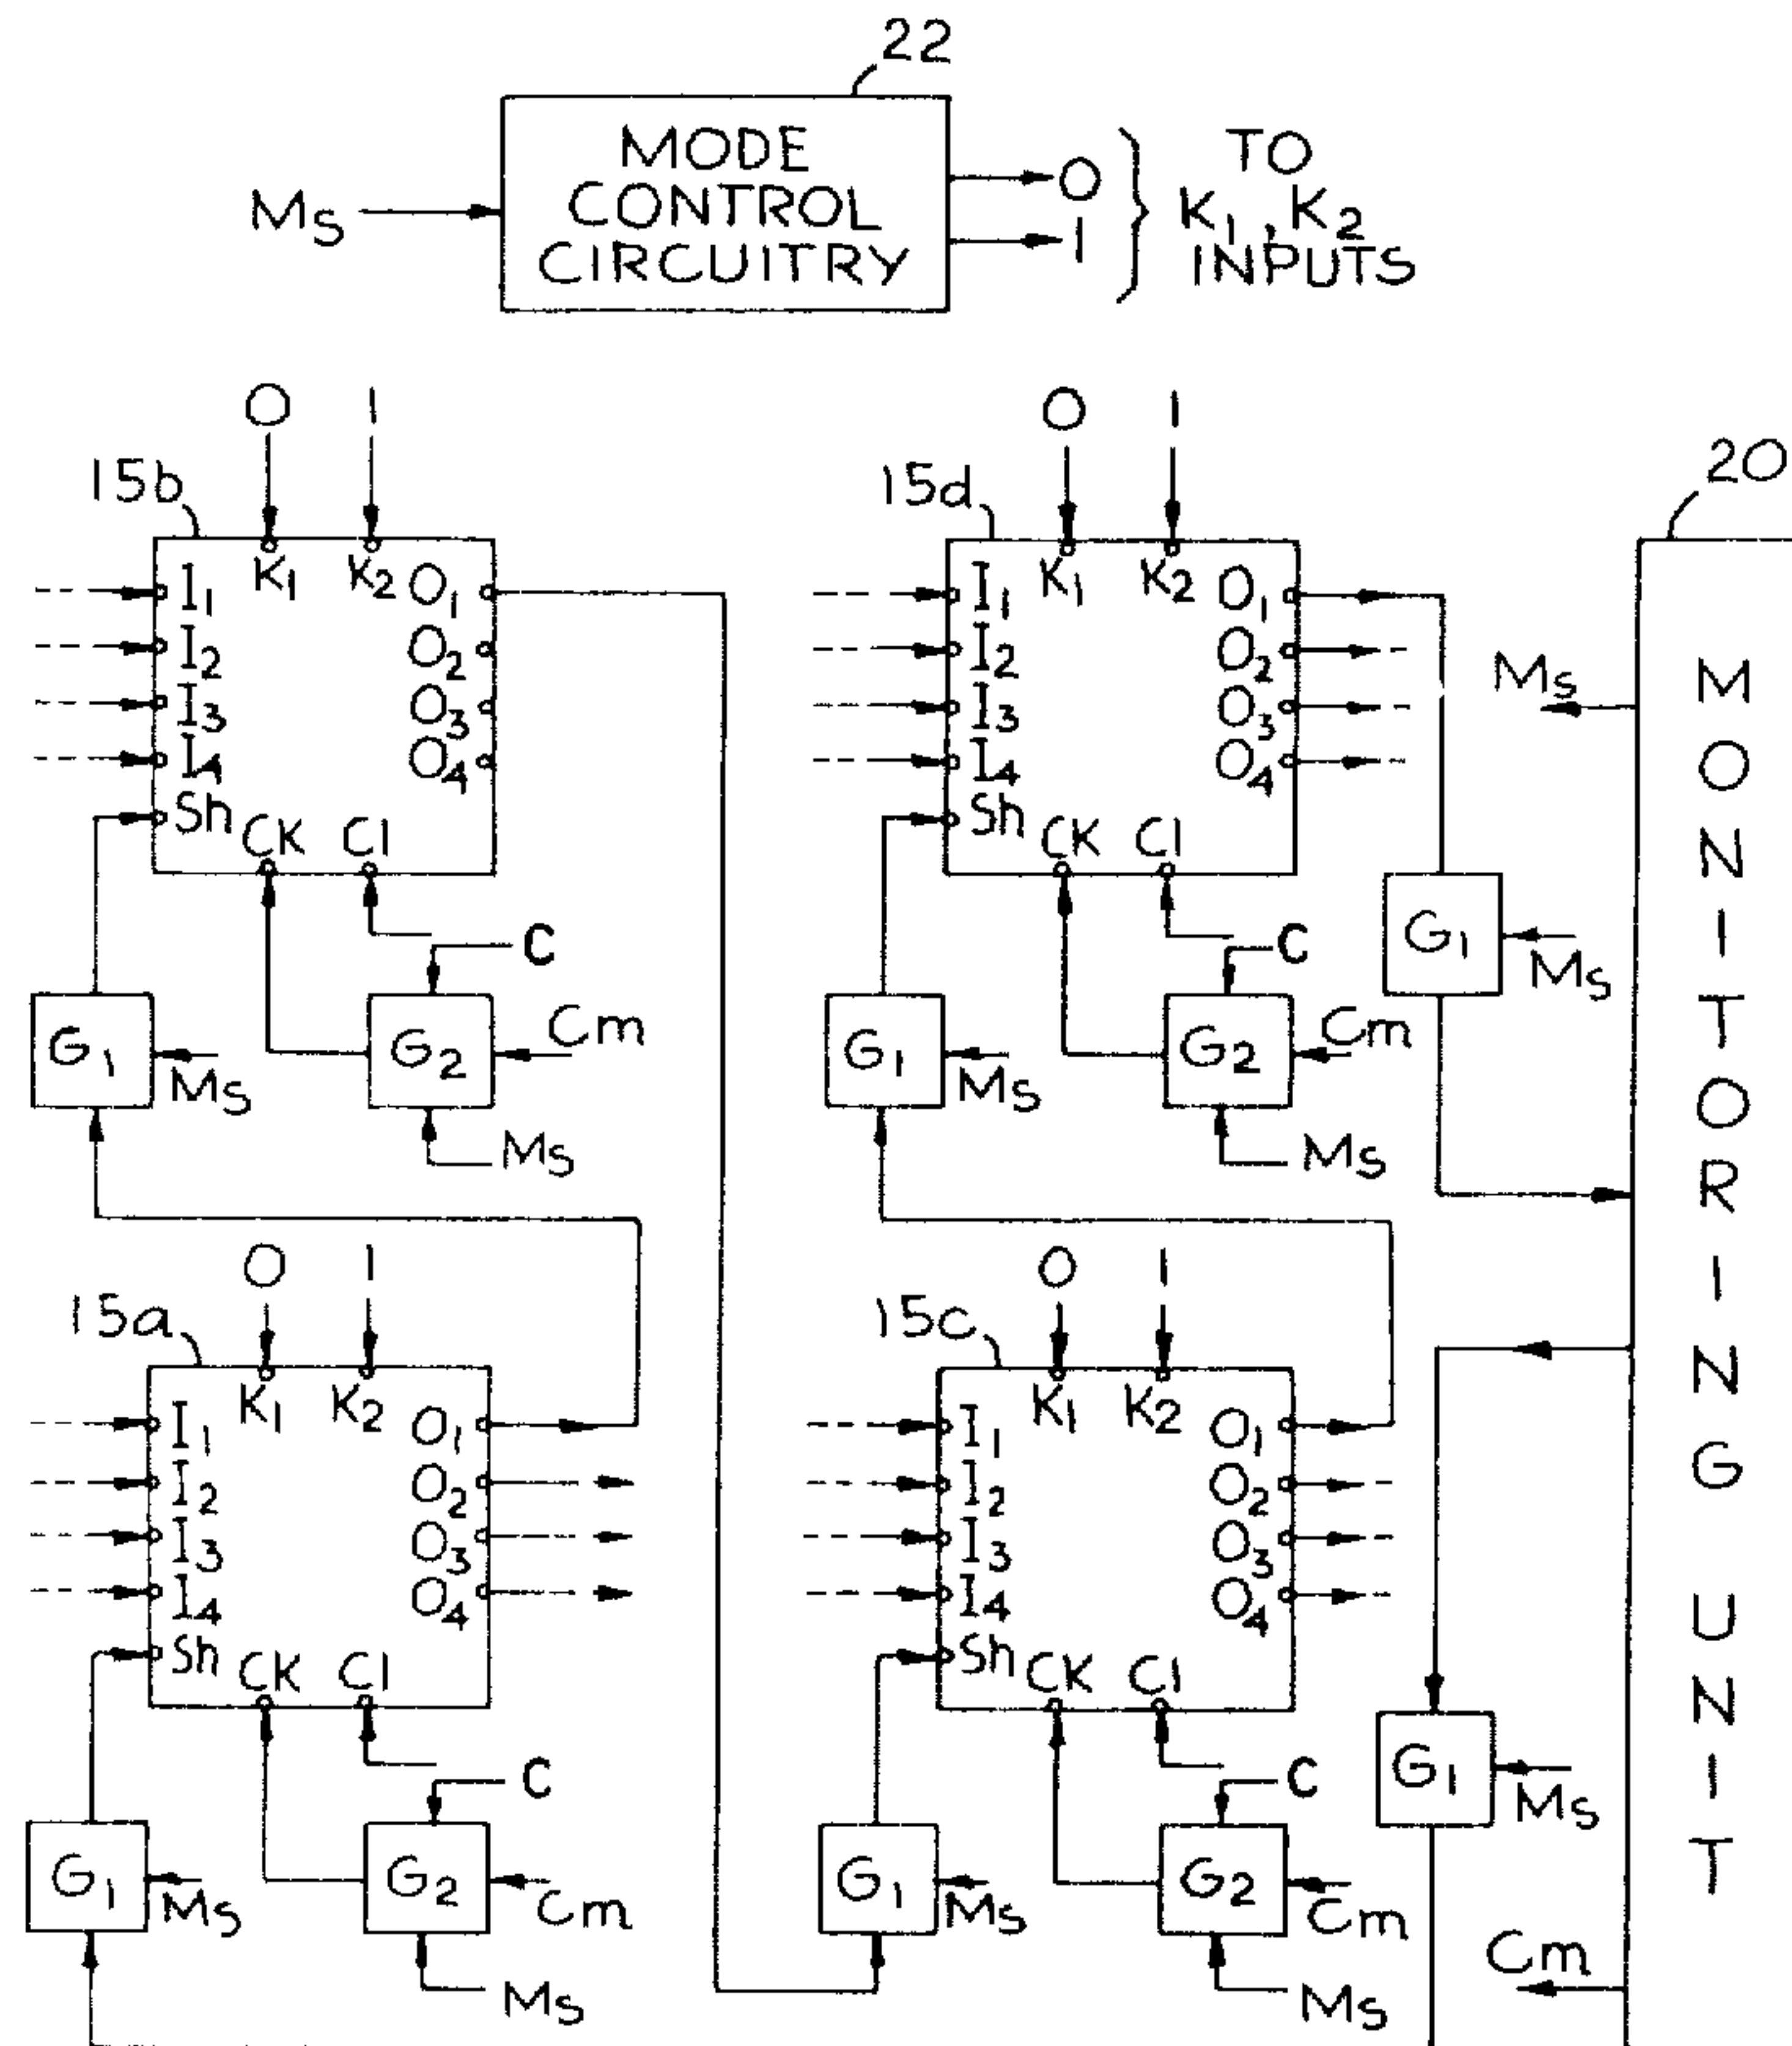 22
MODE
CONTROL
CIRCUITRY
Ms
0
1
TO
K1, K2
INPUTS
0 1
15b
K1 K2
I1 O1
I2 O2
I3 O3
I4 O4
Sh
CK Cl
C
G1
Ms
G2
Cm
Ms
0 1
15d
K1 K2
I1 O1
I2 O2
I3 O3
I4 O4
Sh
CK Cl
C
G1
Ms
G2
Cm
Ms
G1
Ms
20
Ms
MONITORING UNIT
0 1
15a
K1 K2
I1 O1
I2 O2
I3 O3
I4 O4
Sh
CK Cl
C
G1
Ms
G2
Cm
Ms
0 1
15c
K1 K2
I1 O1
I2 O2
I3 O3
I4 O4
Sh
CK Cl
C
G1
Ms
G2
Cm
Ms
G1
Ms
Cm